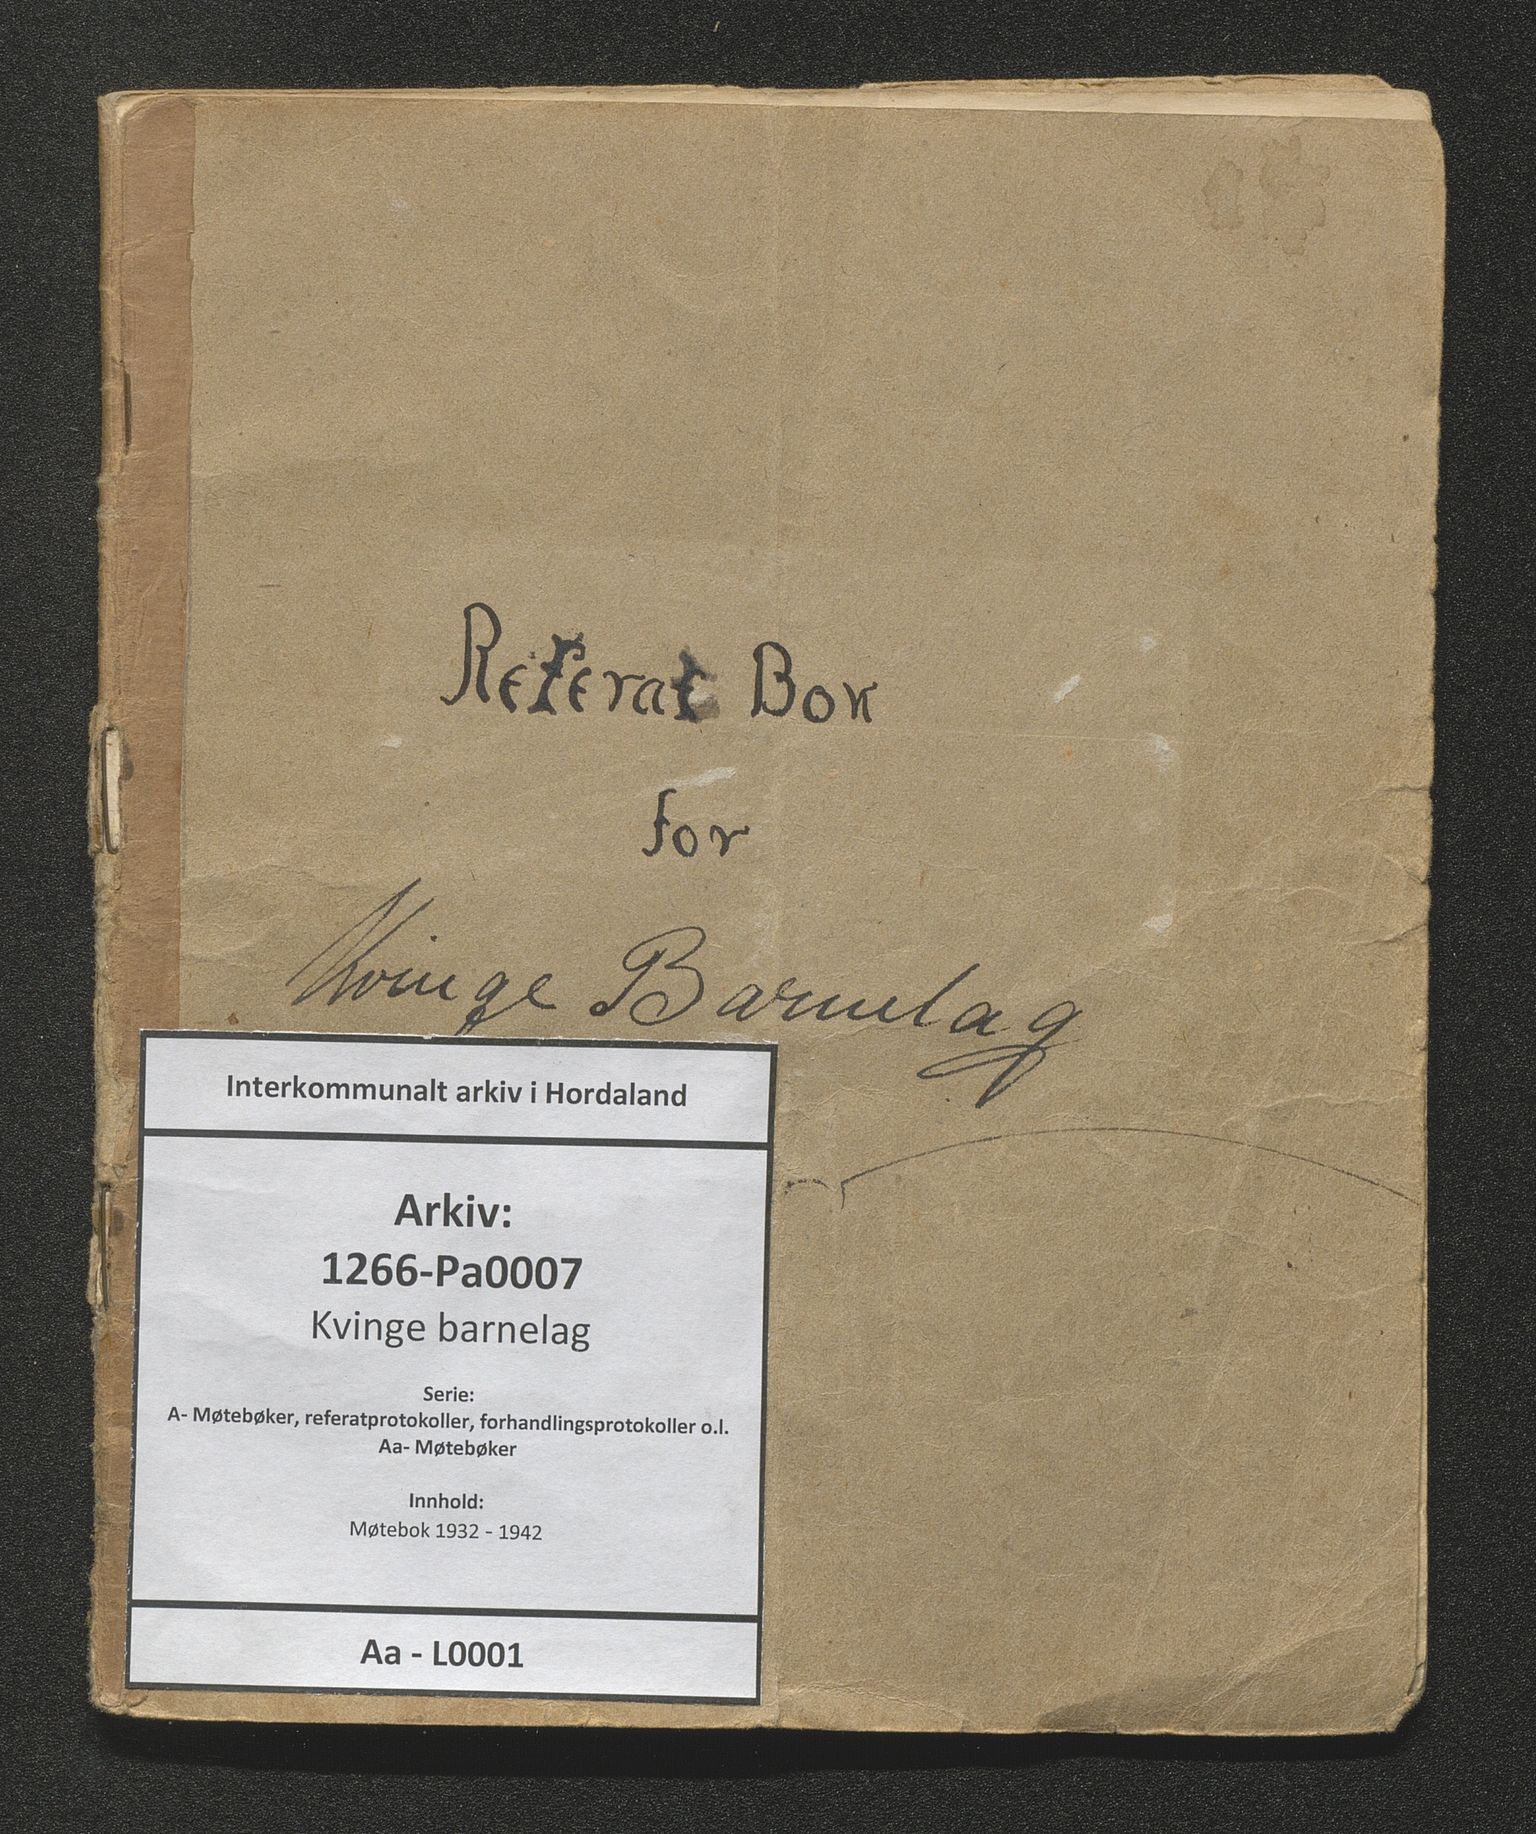 Referat Bok
for
Kvinge Barnelag
Interkommunalt arkiv i Hordaland
Arkiv:
1266-Pa0007
Kvinge barnelag
Serie:
A- Møtebøker, referatprotokoller, forhandlingsprotokoller o.l.
Aa- Møtebøker
Innhold:
Møtebok 1932 - 1942
Aa - L0001